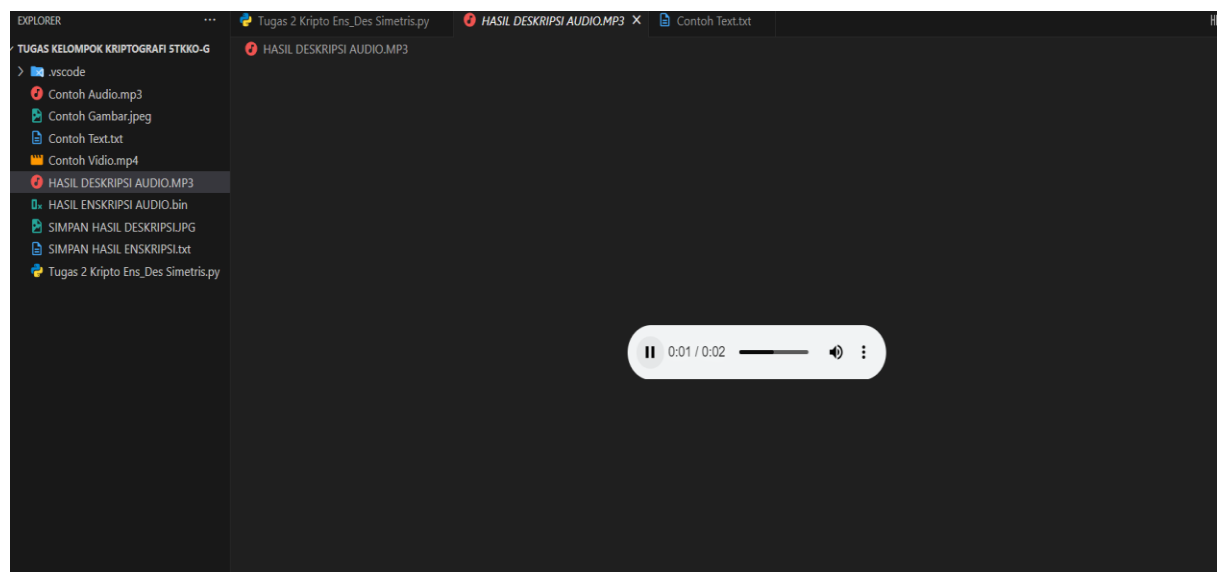 EXPLORER ...
Tugas 2 Kripto Ens_Des Simetris.py
HASIL DESKRIPSI AUDIO.MP3
Contoh Text.txt
TUGAS KELOMPOK KRIPTOGRAFI 5TKKO-G
HASIL DESKRIPSI AUDIO.MP3
.vscode
Contoh Audio.mp3
Contoh Gambar.jpeg
Contoh Text.txt
Contoh Vidio.mp4
HASIL DESKRIPSI AUDIO.MP3
HASIL ENSKRIPSI AUDIO.bin
SIMPAN HASIL DESKRIPSI.JPG
SIMPAN HASIL ENSKRIPSI.txt
Tugas 2 Kripto Ens_Des Simetris.py
0:01 / 0:02